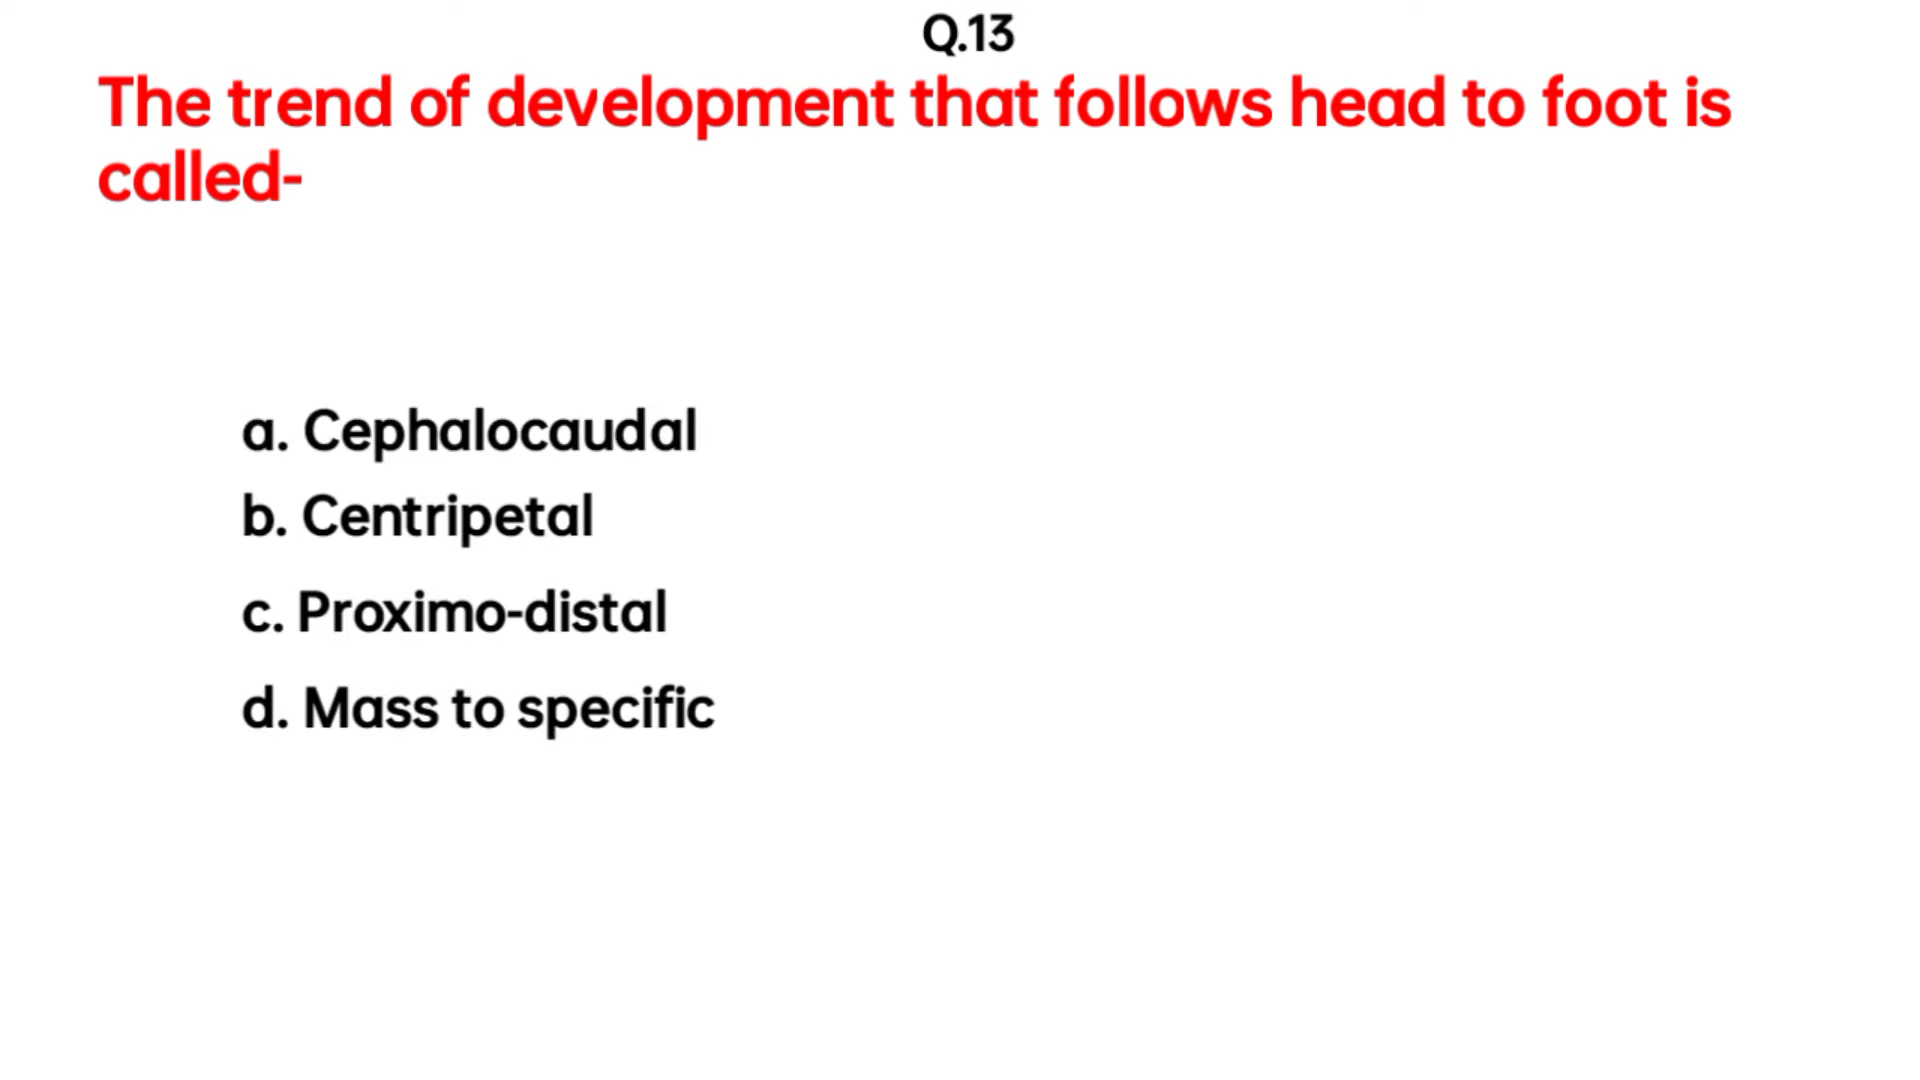 Q.13
The trend of development that follows head to foot is
called-
a. Cephalocaudal
b. Centripetal
c. Proximo-distal
d. Mass to specific